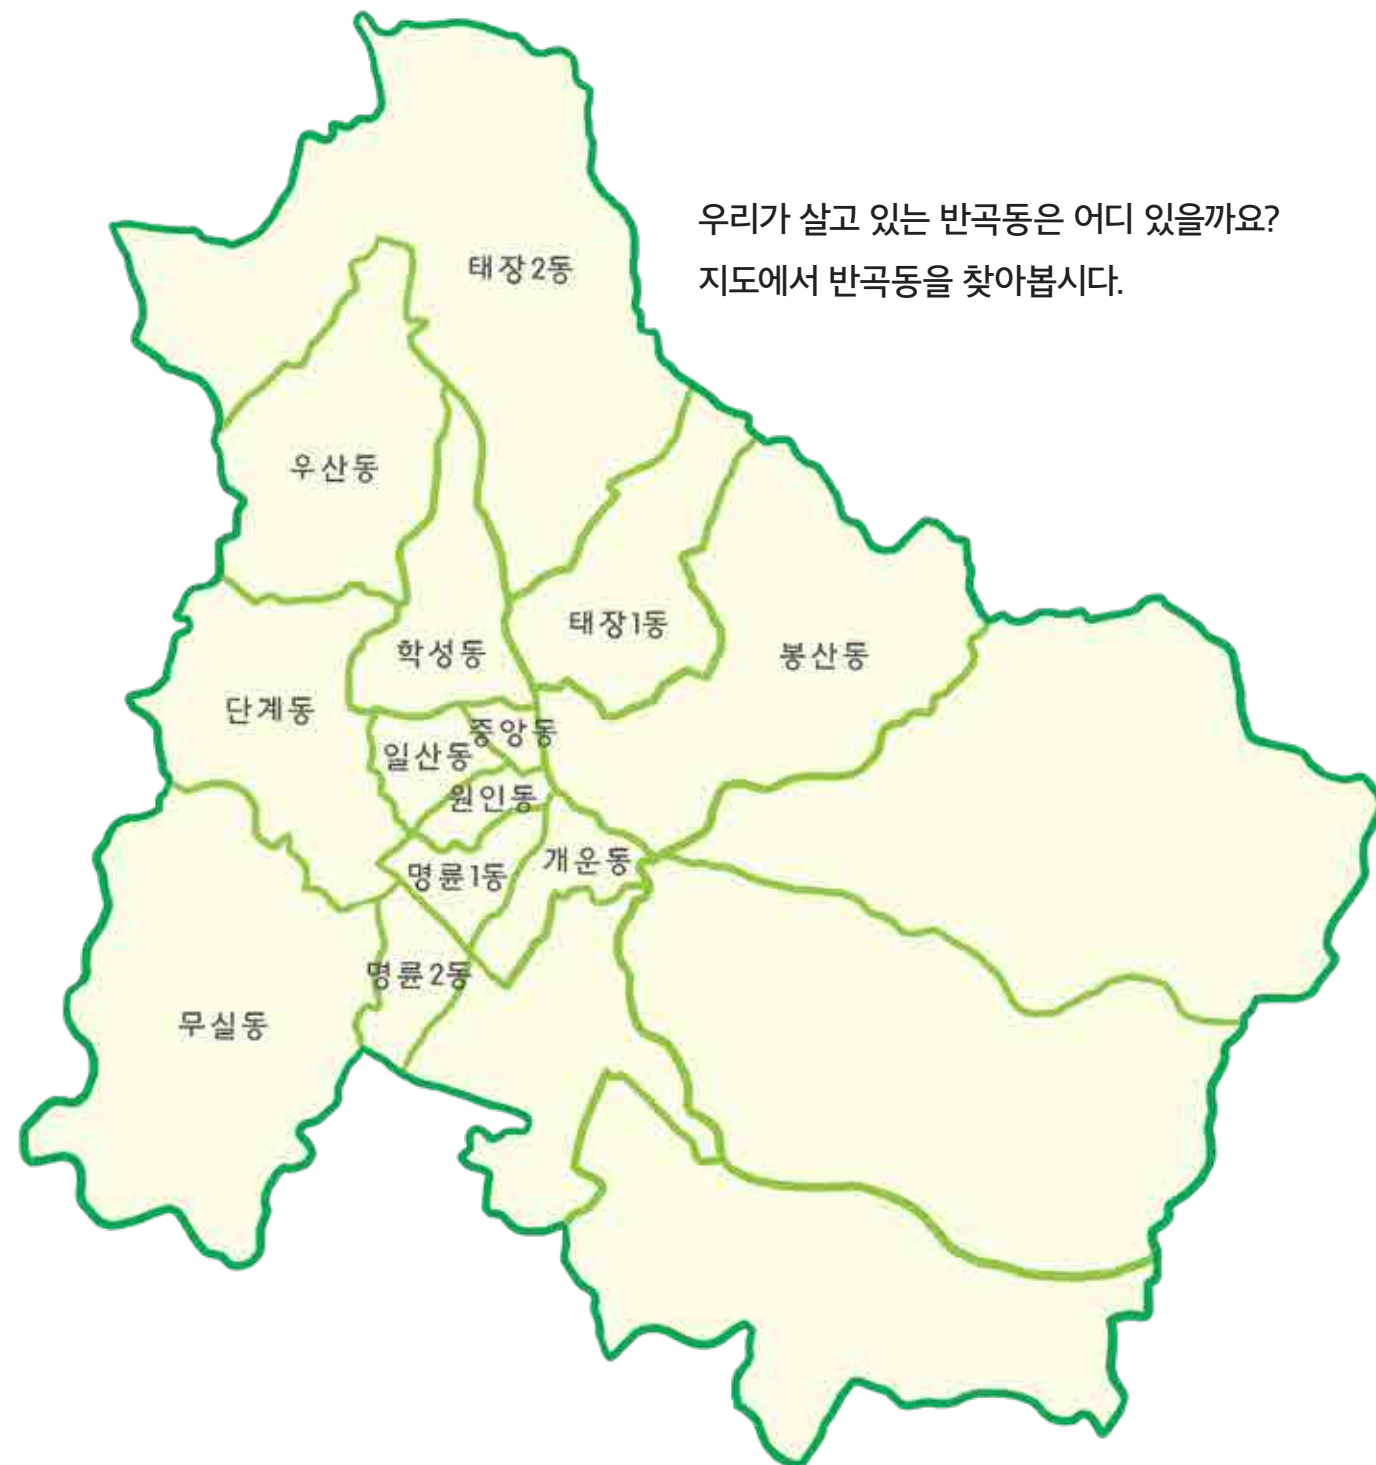 우리가 살고 있는 반곡동은 어디 있을까요?
지도에서 반곡동을 찾아봅시다.
태장2동
우산동
태장1동
학성동
봉산동
단계동
중앙동
일산동
원인동
개운동
명륜1동
명륜2동
무실동